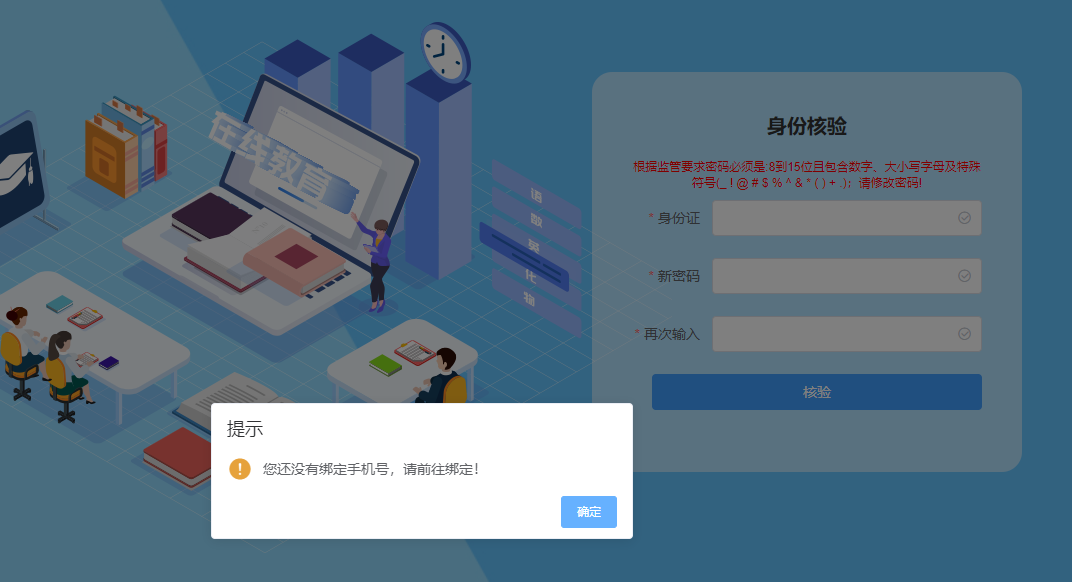 在线教育
语
数
英
化
物
身份核验
根据监管要求密码必须是:8到15位且包含数字、大小写字母及特殊
符号(_ ! @ # $ % ^ & * ( ) + .)；请修改密码!
* 身份证
* 新密码
* 再次输入
核验
提示
您还没有绑定手机号，请前往绑定!
确定